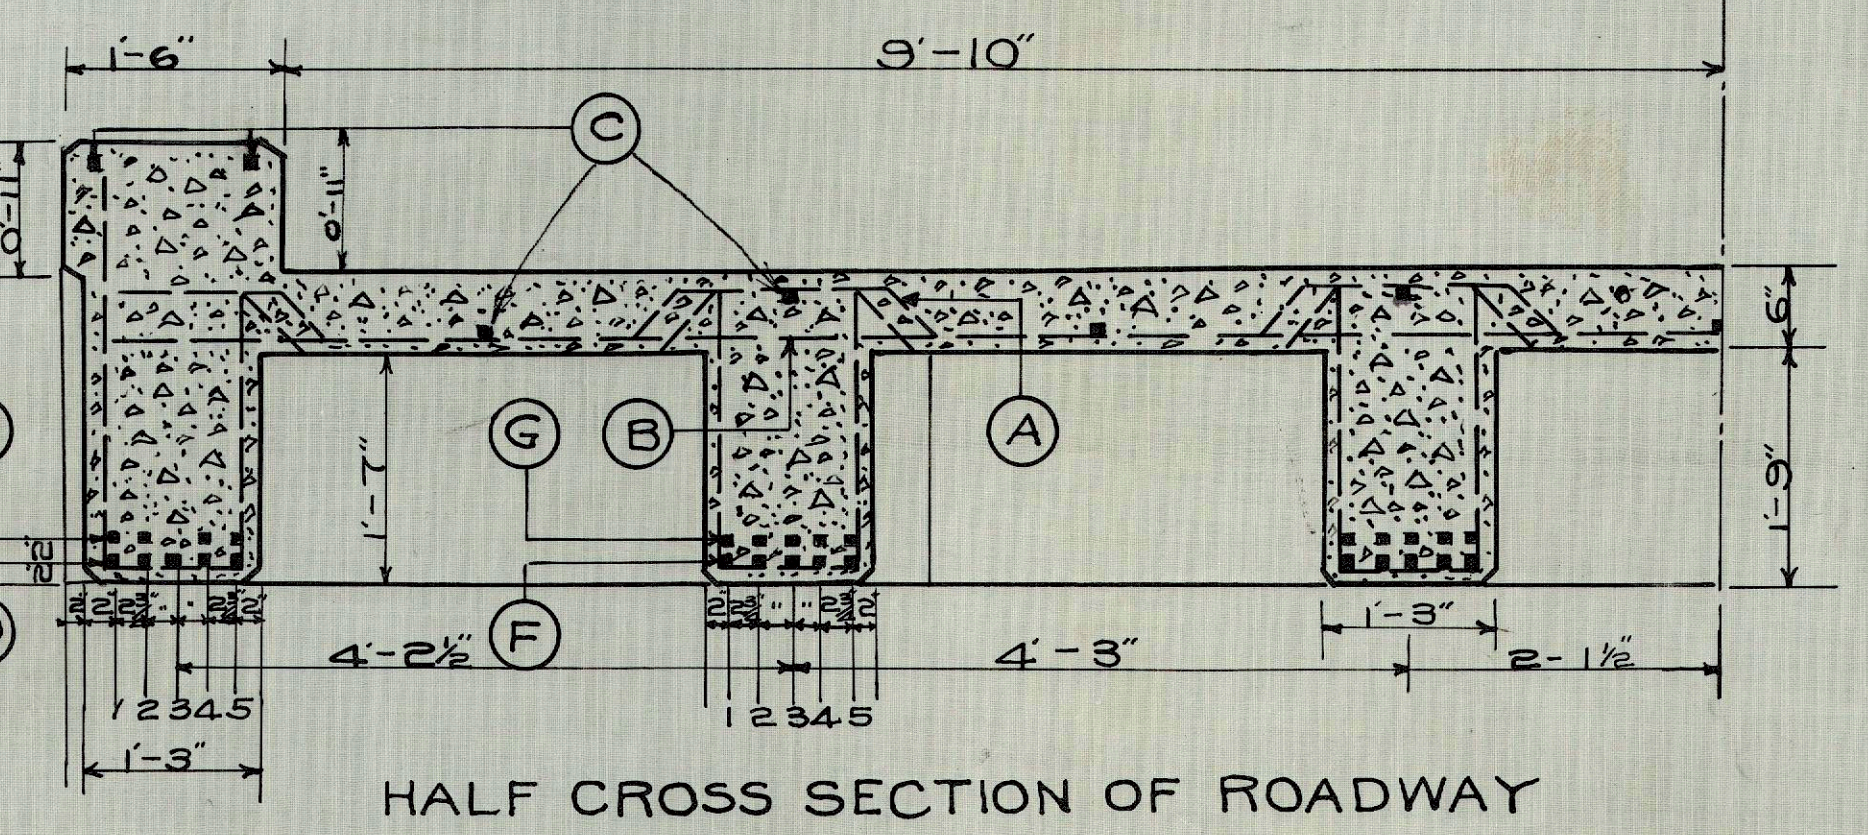 1'-6"
9'-10"
C
0'-11"
0'-11"
6"
G
B
A
1'-7"
1'-9"
2"
2"
2" 2" 2¾" " " 2¾" 2"
2" 2¾" " " 2¾" 2"
F
1'-3"
4'-2½"
4'-3"
2-1½"
1 2 3 4 5
1 2 3 4 5
1'-3"
HALF CROSS SECTION OF ROADWAY